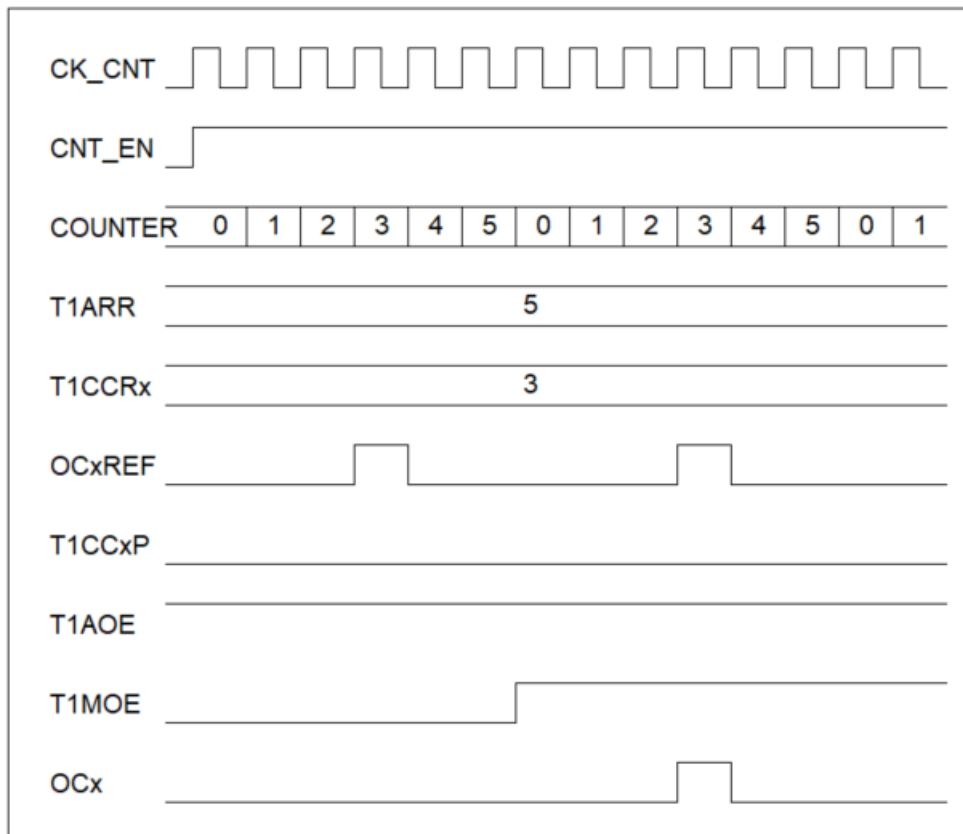 CK_CNT
CNT_EN
COUNTER 0 1 2 3 4 5 0 1 2 3 4 5 0 1
T1ARR 5
T1CCRx 3
OCxREF
T1CCxP
T1AOE
T1MOE
OCx